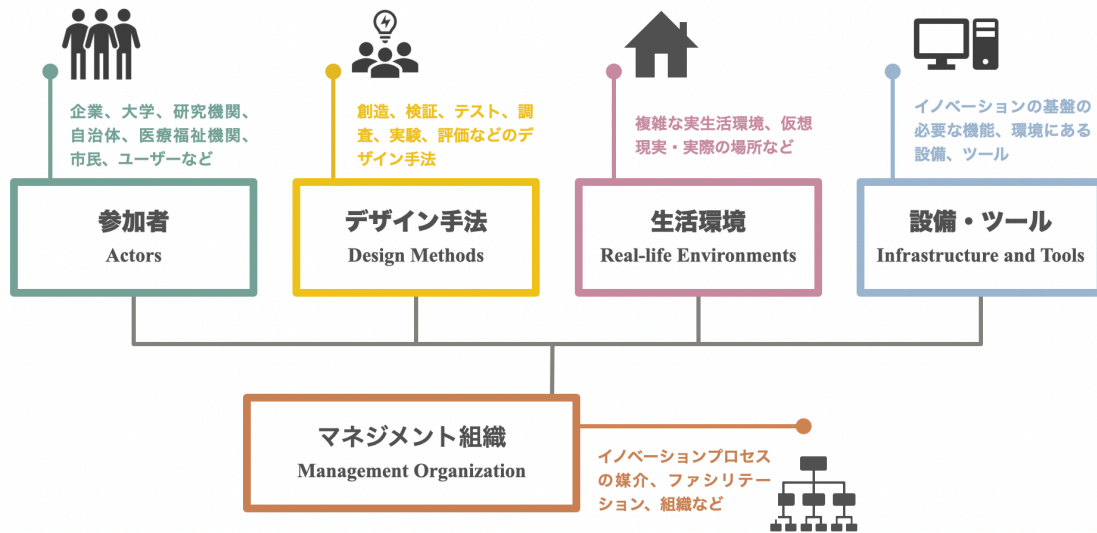 企業、大学、研究機関、
自治体、医療福祉機関、
市民、ユーザーなど
参加者
Actors
創造、検証、テスト、調
査、実験、評価などのデ
ザイン手法
デザイン手法
Design Methods
複雑な実生活環境、仮想
現実・実際の場所など
生活環境
Real-life Environments
イノベーションの基盤の
必要な機能、環境にある
設備、ツール
設備・ツール
Infrastructure and Tools
マネジメント組織
Management Organization
イノベーションプロセス
の媒介、ファシリテー
ション、組織など